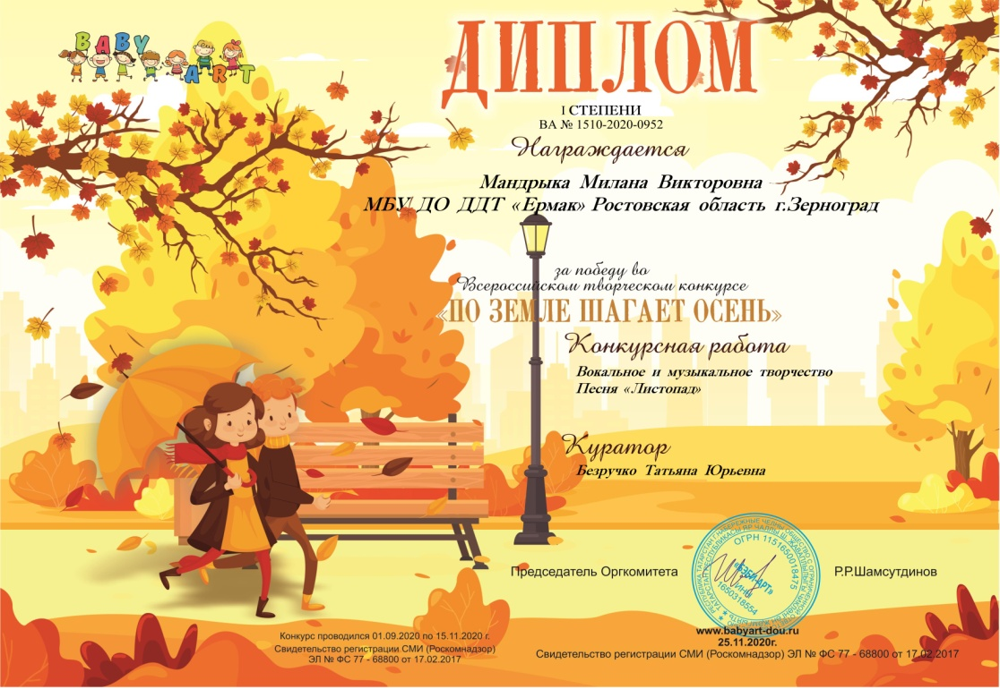 BABY
ART
ДИПЛОМ
I СТЕПЕНИ
ВА № 1510-2020-0952
Награждается
Мандрыка Милана Викторовна
МБУ ДО ДДТ «Ермак» Ростовская область г.Зерноград
за победу во
Всероссийском творческом конкурсе
«ПО ЗЕМЛЕ ШАГАЕТ ОСЕНЬ»
Конкурсная работа
Вокальное и музыкальное творчество
Песня «Листопад»
Куратор
Безручко Татьяна Юрьевна
Председатель Оргкомитета
ОГРН 1151650018475
ИНН
1650318554
Р.Р.Шамсутдинов
www.babyart-dou.ru
25.11.2020г.
Конкурс проводился 01.09.2020 по 15.11.2020 г.
Свидетельство регистрации СМИ (Роскомнадзор)
ЭЛ № ФС 77 - 68800 от 17.02.2017
Свидетельство регистрации СМИ (Роскомнадзор) ЭЛ № ФС 77 - 68800 от 17.02.2017